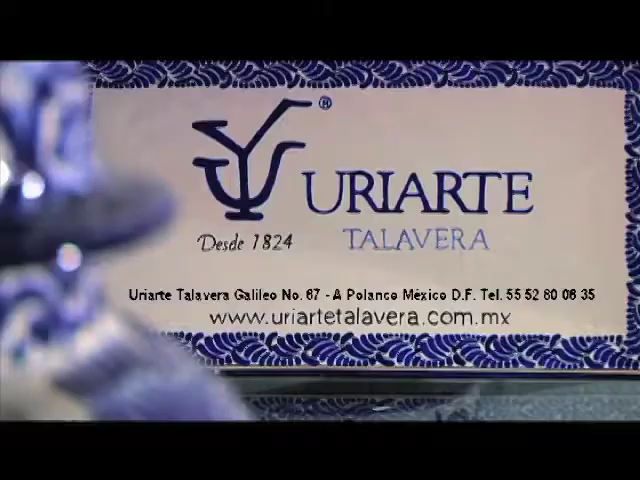 ®
URIARTE
Desde 1824
TALAVERA
Uriarte Talavera Galileo No. 67 - A Polanco México D.F. Tel. 55 52 80 06 35
www.uriartetalavera.com.mx